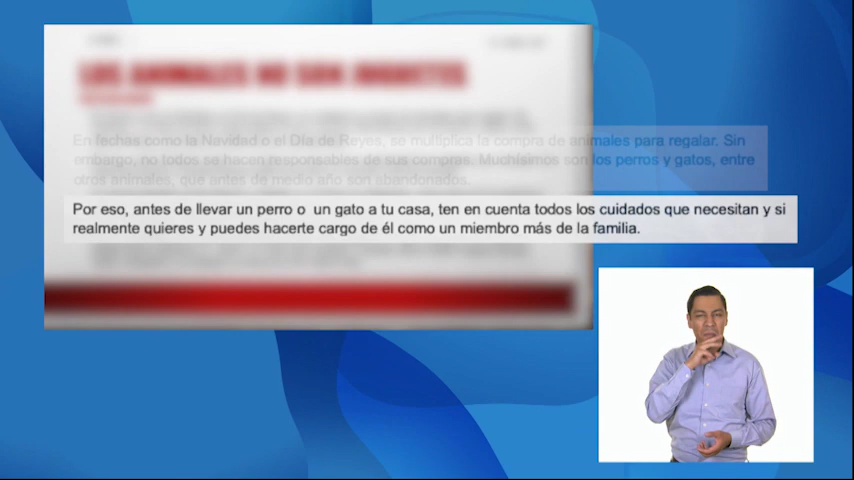 LOS ANIMALES NO SON JUGUETES
En fechas como la Navidad o el Día de Reyes, se multiplica la compra de animales para regalar. Sin
embargo, no todos se hacen responsables de sus compras. Muchísimos son los perros y gatos, entre
otros animales, que antes de medio año son abandonados.
Por eso, antes de llevar un perro o un gato a tu casa, ten en cuenta todos los cuidados que necesitan y si
realmente quieres y puedes hacerte cargo de él como un miembro más de la familia.